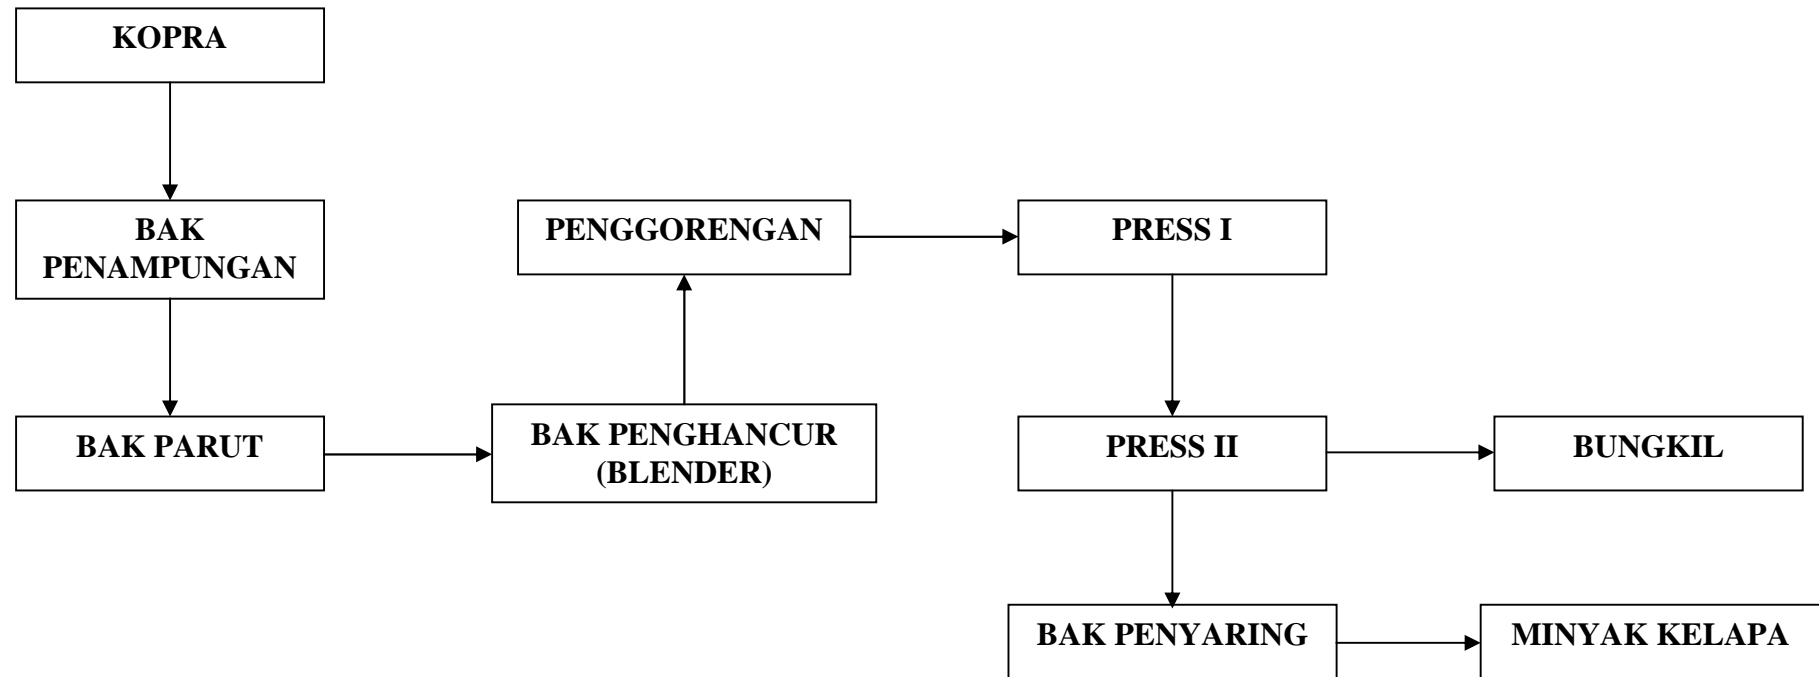 KOPRA
BAK
PENAMPUNGAN
BAK PARUT
BAK PENGHANCUR
(BLENDER)
PENGGORENGAN
PRESS I
PRESS II
BUNGKIL
BAK PENYARING
MINYAK KELAPA